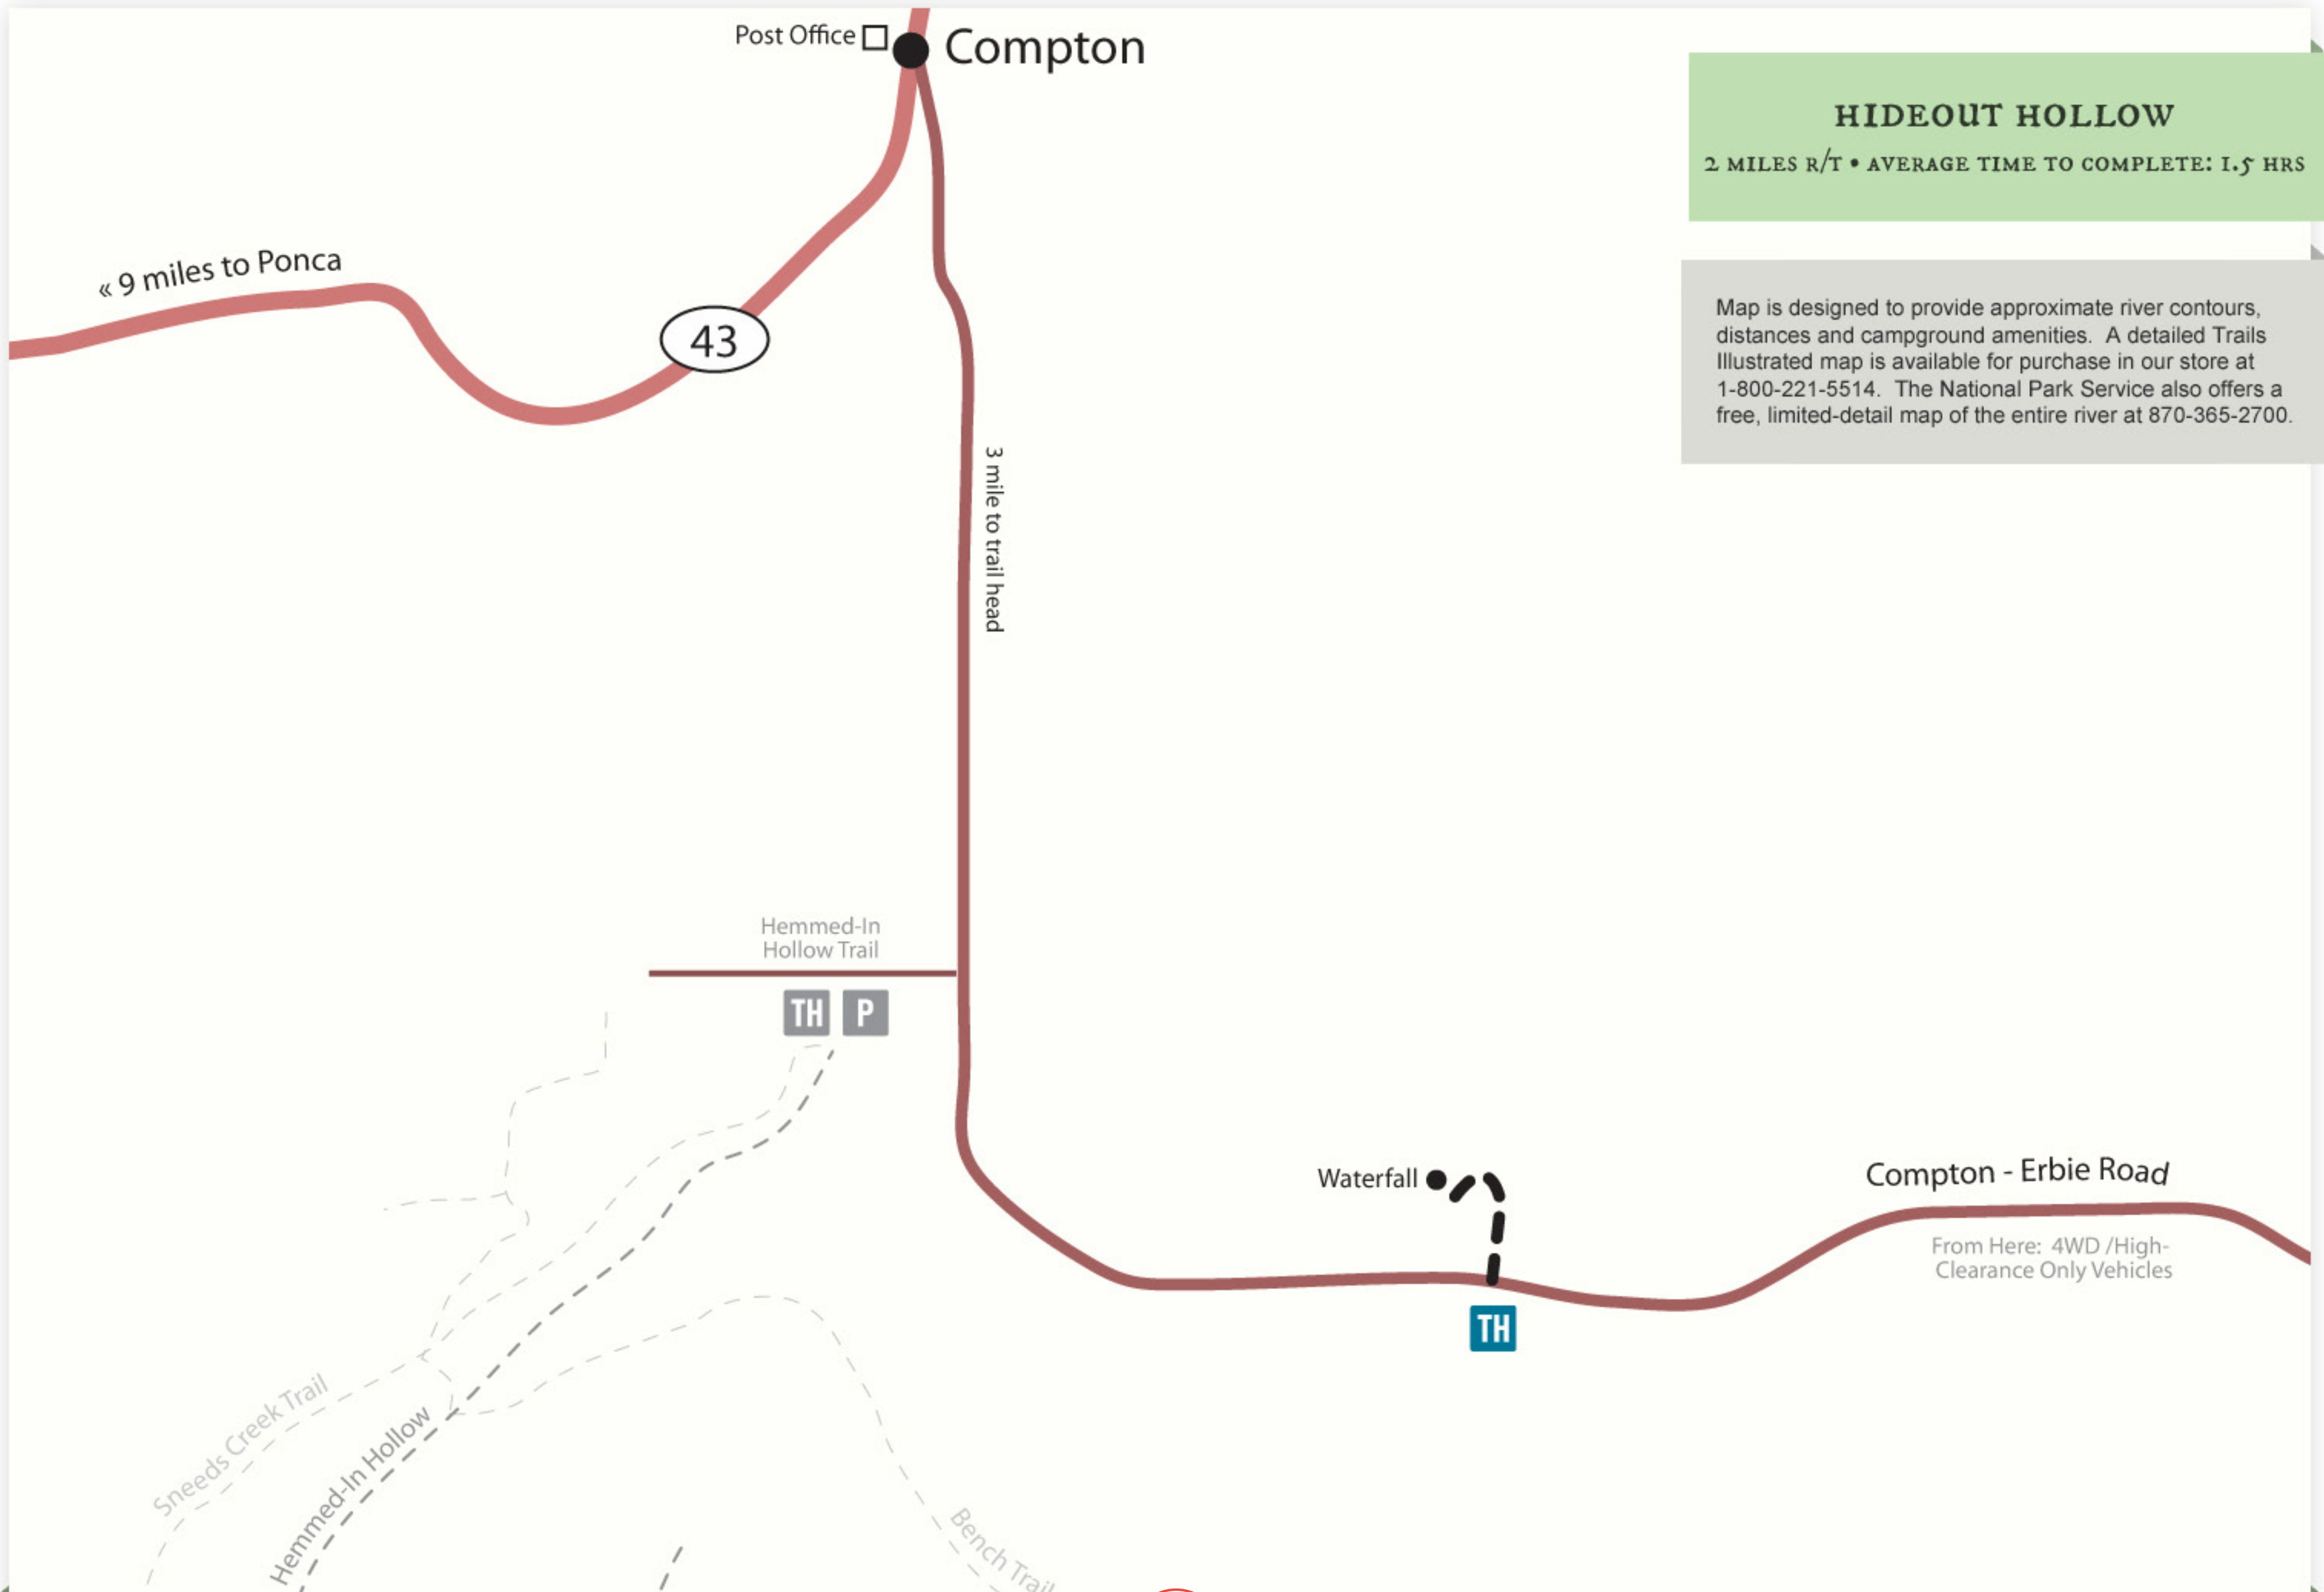 Post Office
Compton
HIDEOUT HOLLOW
2 MILES R/T • AVERAGE TIME TO COMPLETE: 1.5 HRS
« 9 miles to Ponca
43
Map is designed to provide approximate river contours,
distances and campground amenities. A detailed Trails
Illustrated map is available for purchase in our store at
1-800-221-5514. The National Park Service also offers a
free, limited-detail map of the entire river at 870-365-2700.
3 mile to trail head
Hemmed-In
Hollow Trail
TH
P
Waterfall
Compton - Erbie Road
From Here: 4WD /High-
Clearance Only Vehicles
TH
Sneeds Creek Trail
Hemmed-In Hollow
Bench Trail